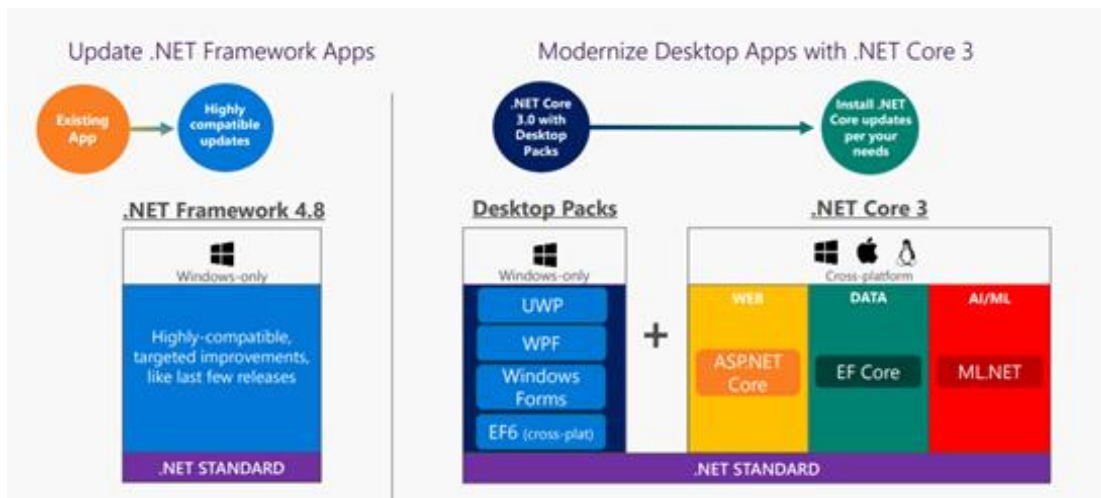 Update .NET Framework Apps
Existing
App
Highly
compatible
updates
.NET Framework 4.8
Windows-only
Highly-compatible,
targeted improvements,
like last few releases
.NET STANDARD
Modernize Desktop Apps with .NET Core 3
.NET Core
3.0 with
Desktop
Packs
Install .NET
Core updates
per your
needs
Desktop Packs
Windows-only
UWP
WPF
Windows
Forms
EF6 (cross-plat)
+
.NET Core 3
Cross-platform
WEB
ASP.NET
Core
DATA
EF Core
AI/ML
ML.NET
.NET STANDARD